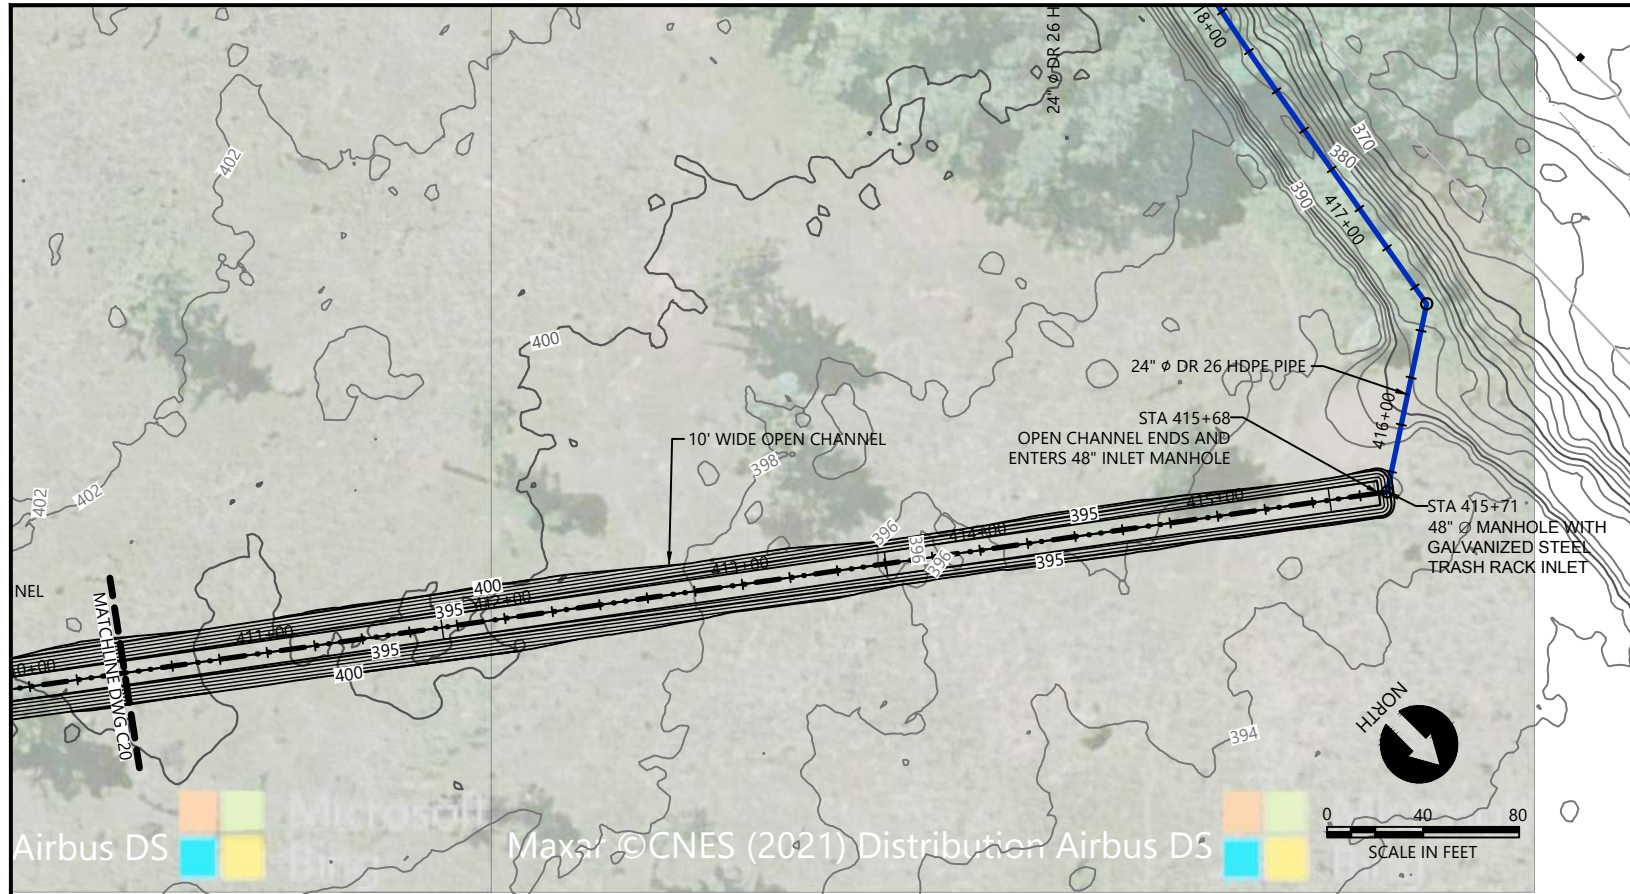 24" ⌀ DR 26 H
18+00
370
380
390
402
417+00
400
24" ⌀ DR 26 HDPE PIPE
416+00
STA 415+68
OPEN CHANNEL ENDS AND
ENTERS 48" INLET MANHOLE
10' WIDE OPEN CHANNEL
398
402
402
415+00
STA 415+71
48" ∅ MANHOLE WITH
GALVANIZED STEEL
TRASH RACK INLET
395
396
414+00
396
396
395
413+00
NEL
400
395
412+00
411+00
395
400
0+00
MATCHLINE DWG C20
NORTH
394
0 40 80
SCALE IN FEET
Microsoft
Bing
Airbus DS
Maxar ©CNES (2021) Distribution Airbus DS